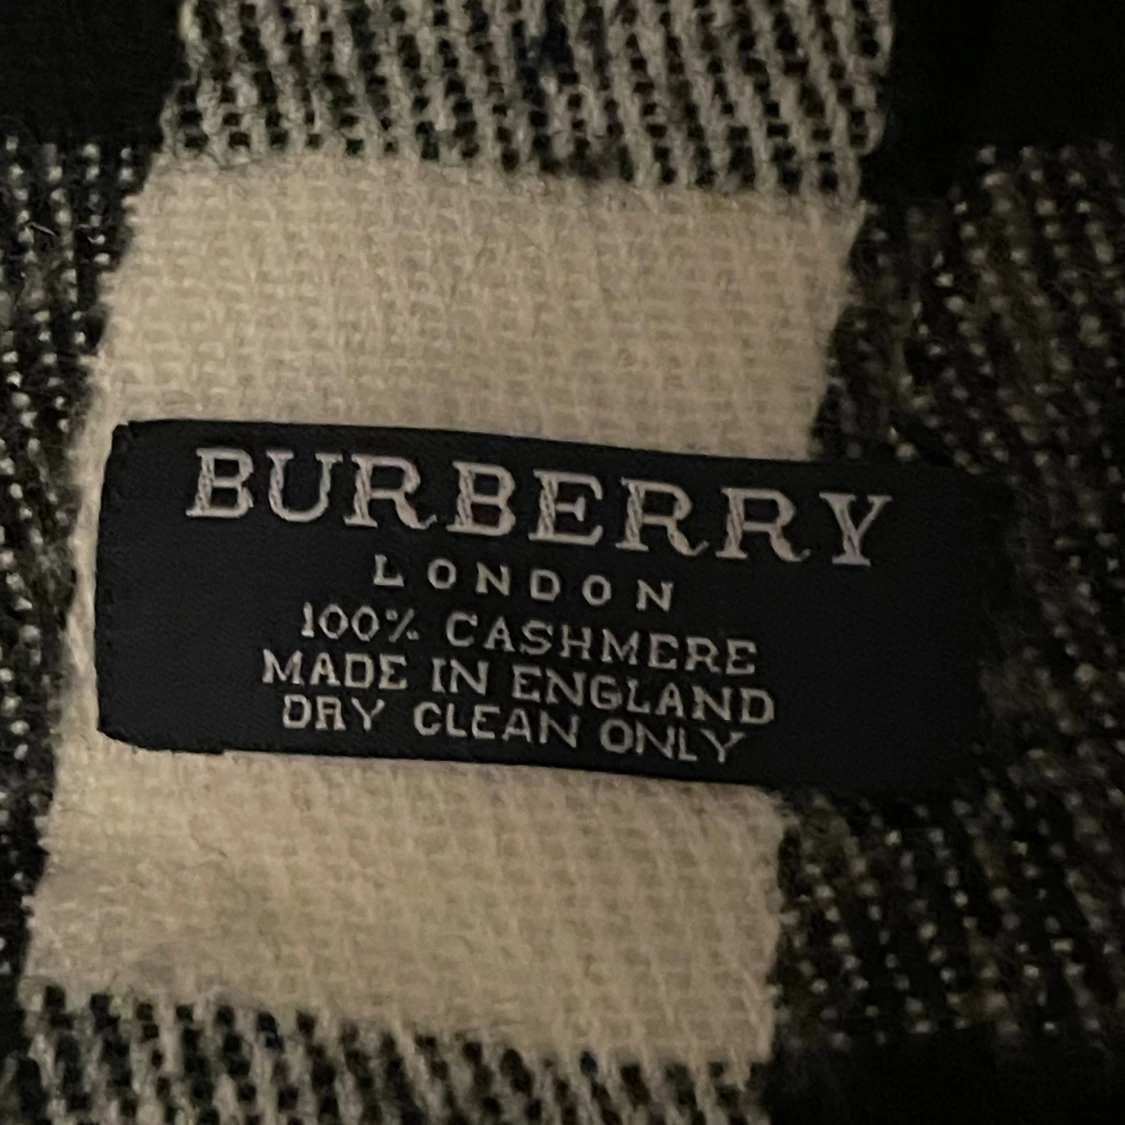 BURBERRY
LONDON
100% CASHMERE
MADE IN ENGLAND
DRY CLEAN ONLY